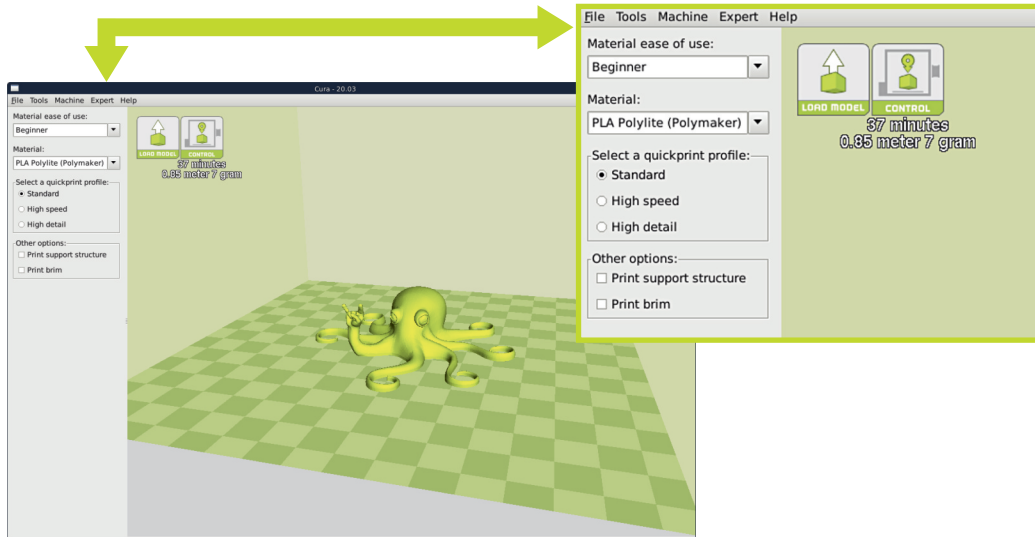 Cura - 20.03
File Tools Machine Expert Help
Material ease of use:
Beginner
Material:
PLA Polylite (Polymaker)
Select a quickprint profile:
Standard
High speed
High detail
Other options:
Print support structure
Print brim
LOAD MODEL CONTROL
37 minutes
0.85 meter 7 gram
File Tools Machine Expert Help
Material ease of use:
Beginner
Material:
PLA Polylite (Polymaker)
Select a quickprint profile:
Standard
High speed
High detail
Other options:
Print support structure
Print brim
LOAD MODEL CONTROL
37 minutes
0.85 meter 7 gram